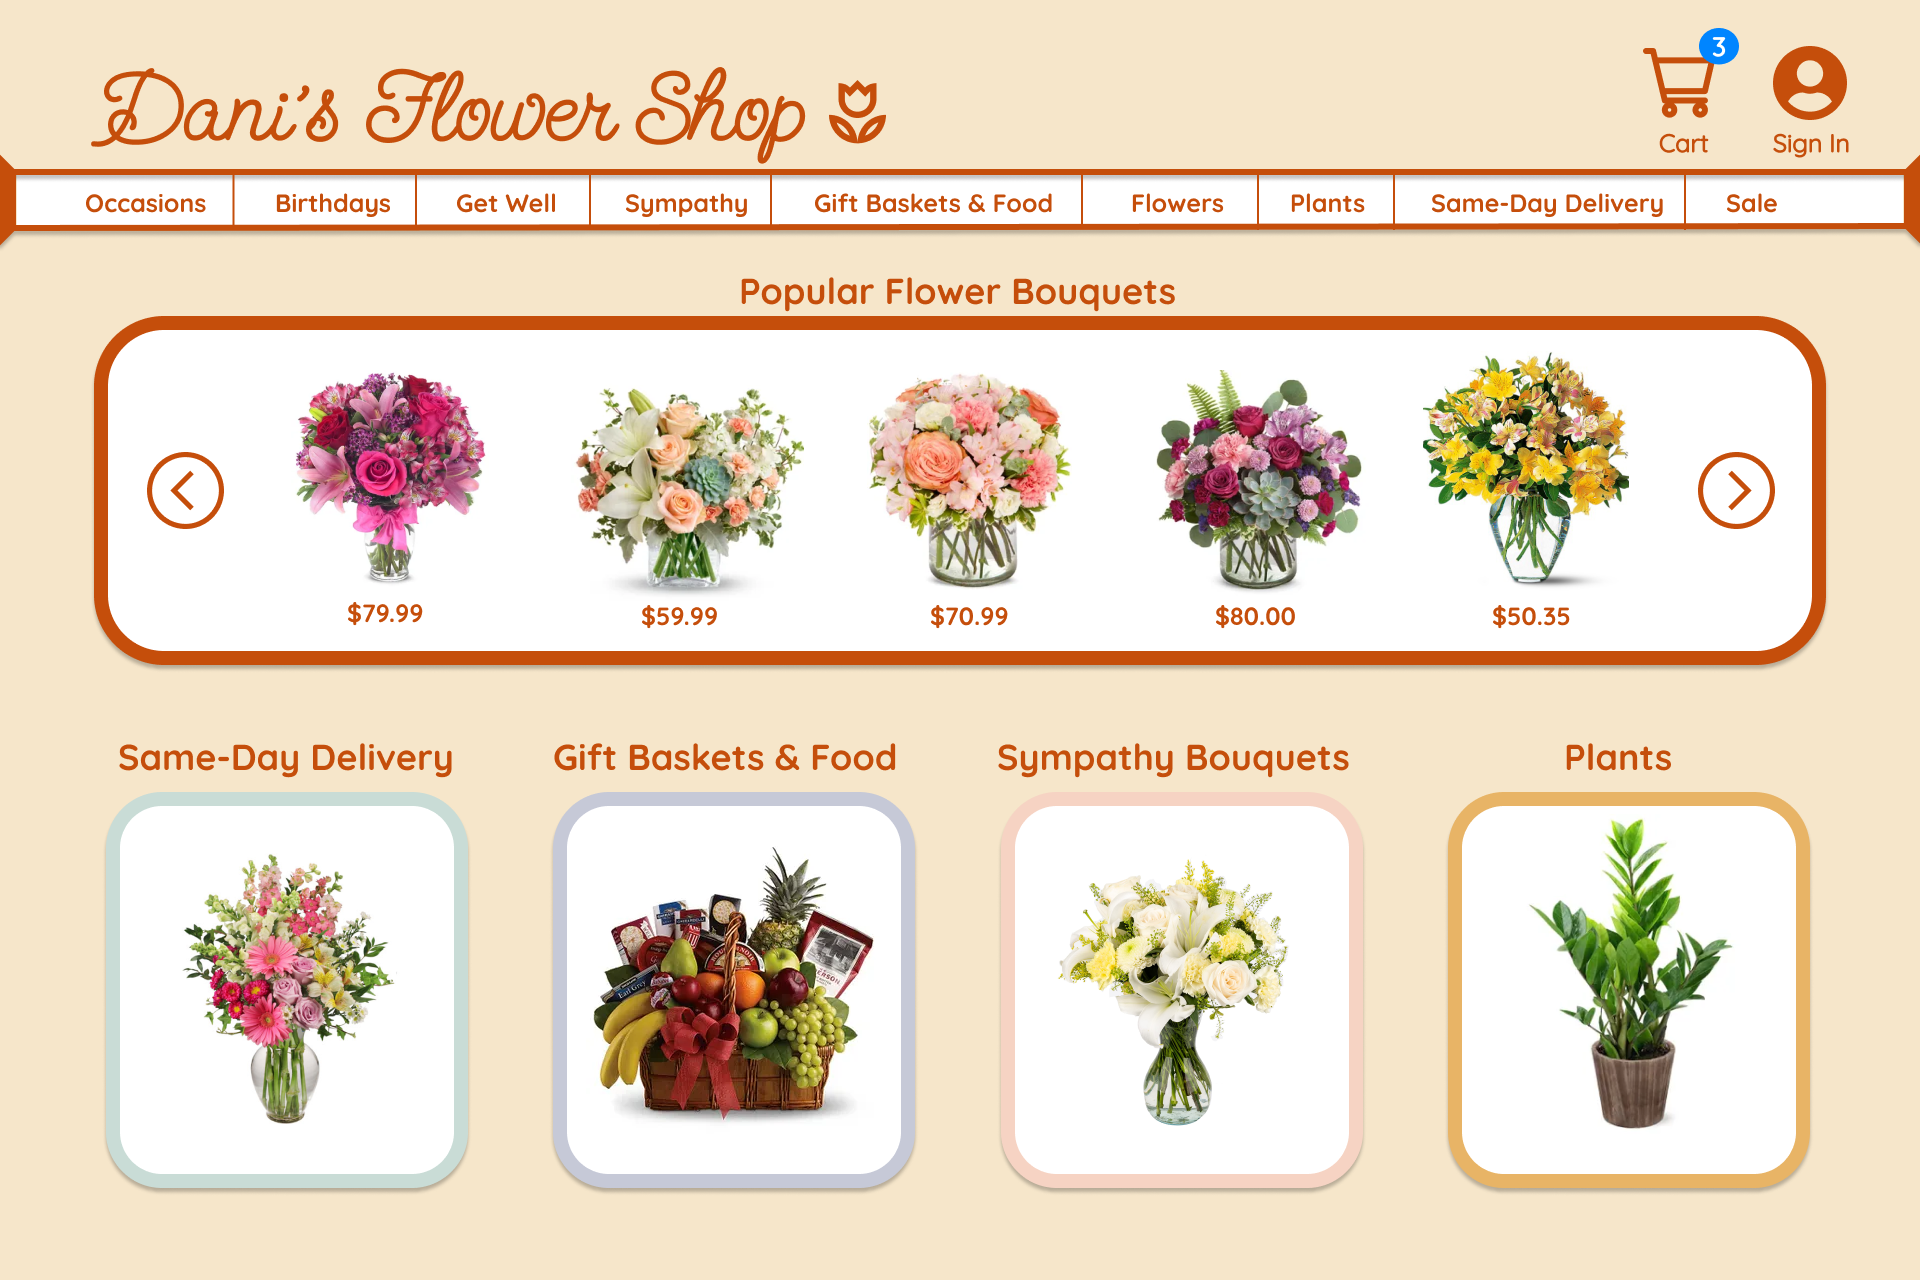 Dani's Flower Shop
3
Cart
Sign In
Occasions
Birthdays
Get Well
Sympathy
Gift Baskets & Food
Flowers
Plants
Same-Day Delivery
Sale
Popular Flower Bouquets
$79.99
$59.99
$70.99
$80.00
$50.35
Same-Day Delivery
Gift Baskets & Food
Sympathy Bouquets
Plants
Earl Grey